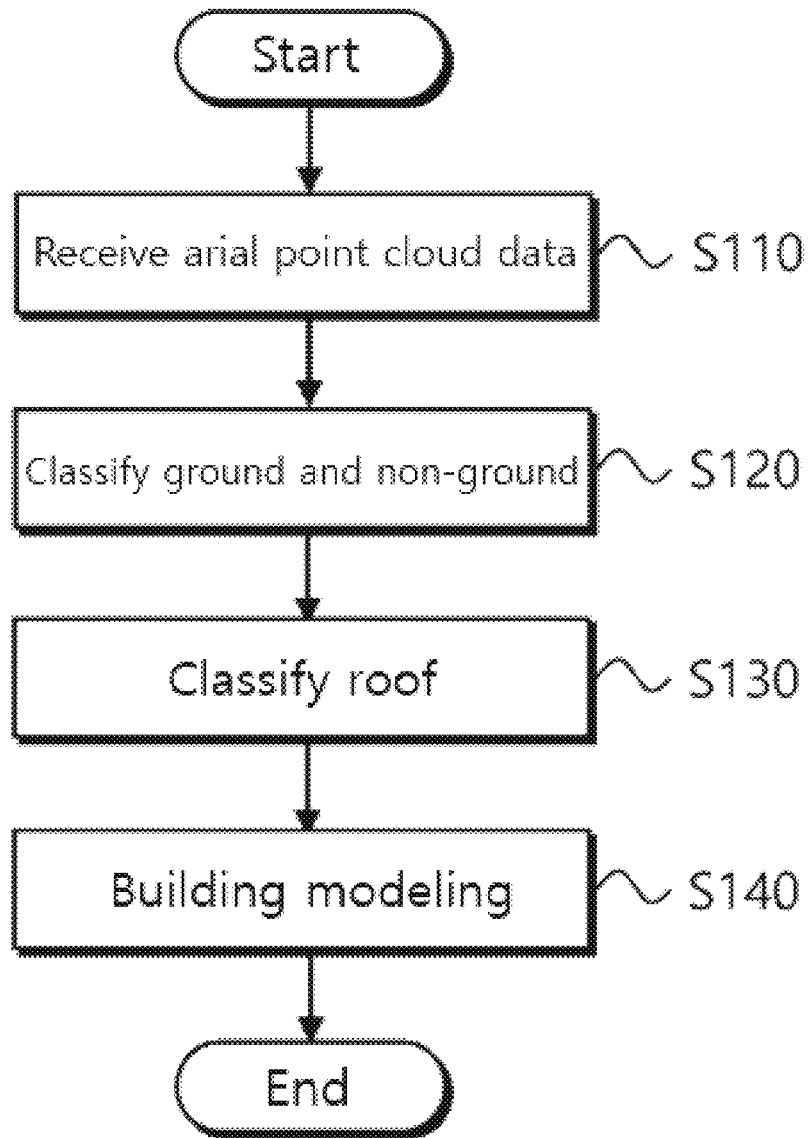 Start
Receive arial point cloud data
S110
Classify ground and non-ground
S120
Classify roof
S130
Building modeling
S140
End